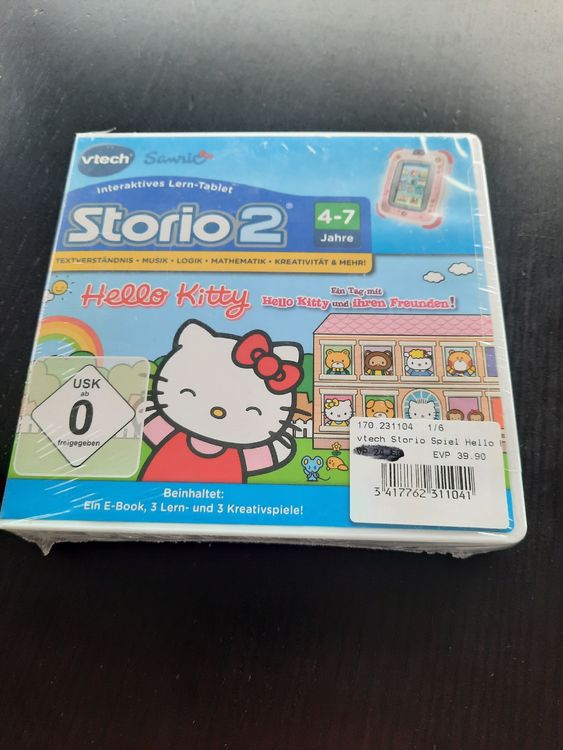 vtech Sanrio
Interaktives Lern-Tablet
Storio 2®
4-7
Jahre
TEXTVERSTÄNDNIS • MUSIK • LOGIK • MATHEMATIK • KREATIVITÄT & MEHR!
Hello Kitty
Ein Tag mit
Hello Kitty und ihren Freunden!
USK
ab
0
freigegeben
170 231104 1/6
vtech Storio Spiel Hello
EVP 39.90
3 417762 311041
Beinhaltet:
Ein E-Book, 3 Lern- und 3 Kreativspiele!